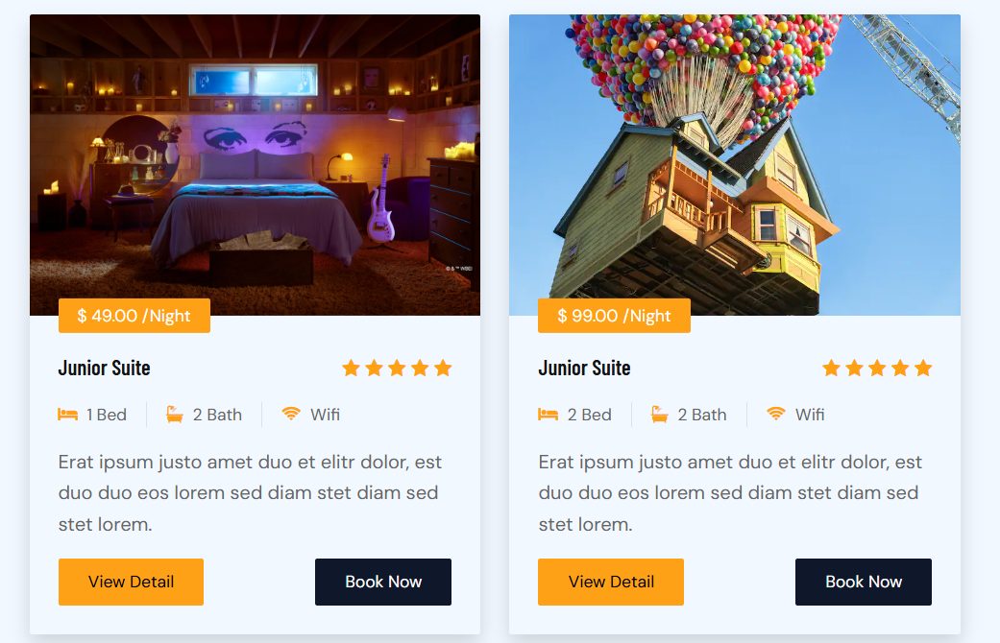 © & ™ WBEI
$ 49.00 /Night
Junior Suite
1 Bed
2 Bath
Wifi
Erat ipsum justo amet duo et elitr dolor, est
duo duo eos lorem sed diam stet diam sed
stet lorem.
View Detail
Book Now
$ 99.00 /Night
Junior Suite
2 Bed
2 Bath
Wifi
Erat ipsum justo amet duo et elitr dolor, est
duo duo eos lorem sed diam stet diam sed
stet lorem.
View Detail
Book Now